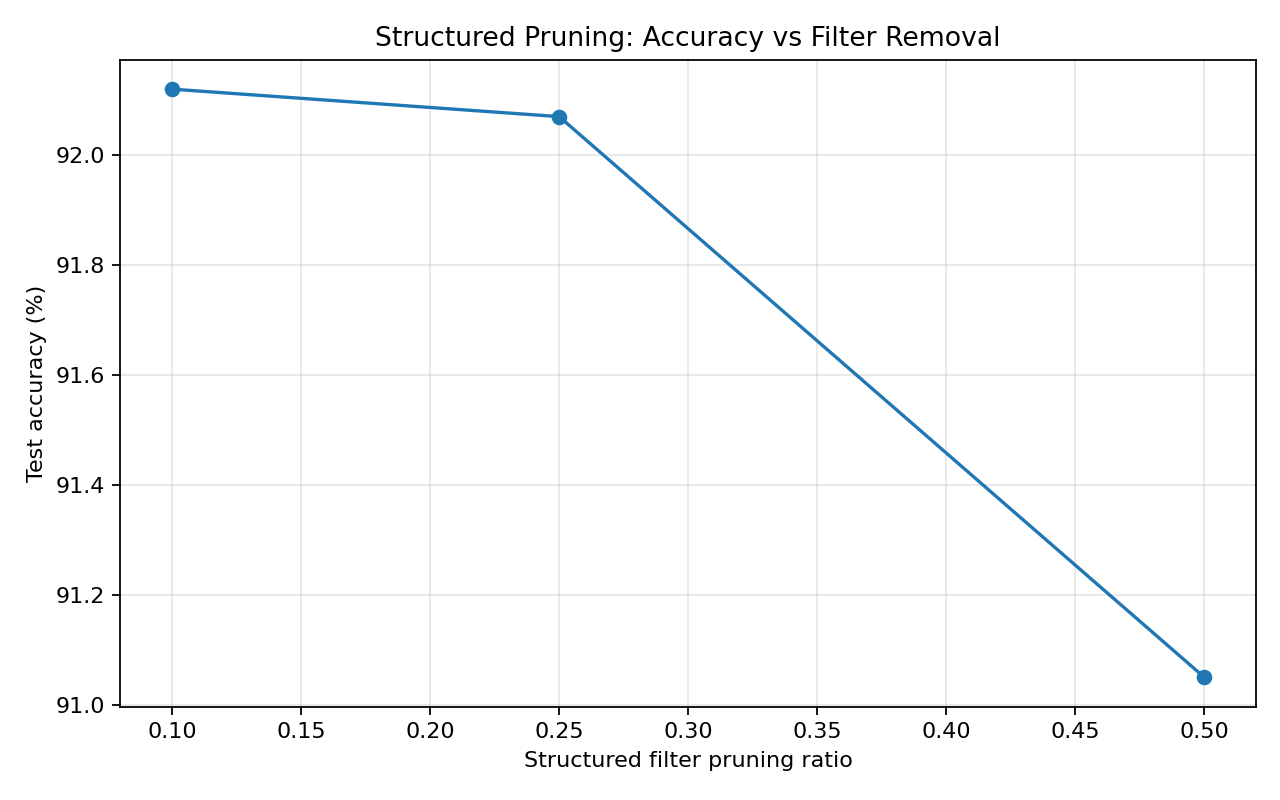 Structured Pruning: Accuracy vs Filter Removal
Test accuracy (%)
92.0
91.8
91.6
91.4
91.2
91.0
0.10 0.15 0.20 0.25 0.30 0.35 0.40 0.45 0.50
Structured filter pruning ratio